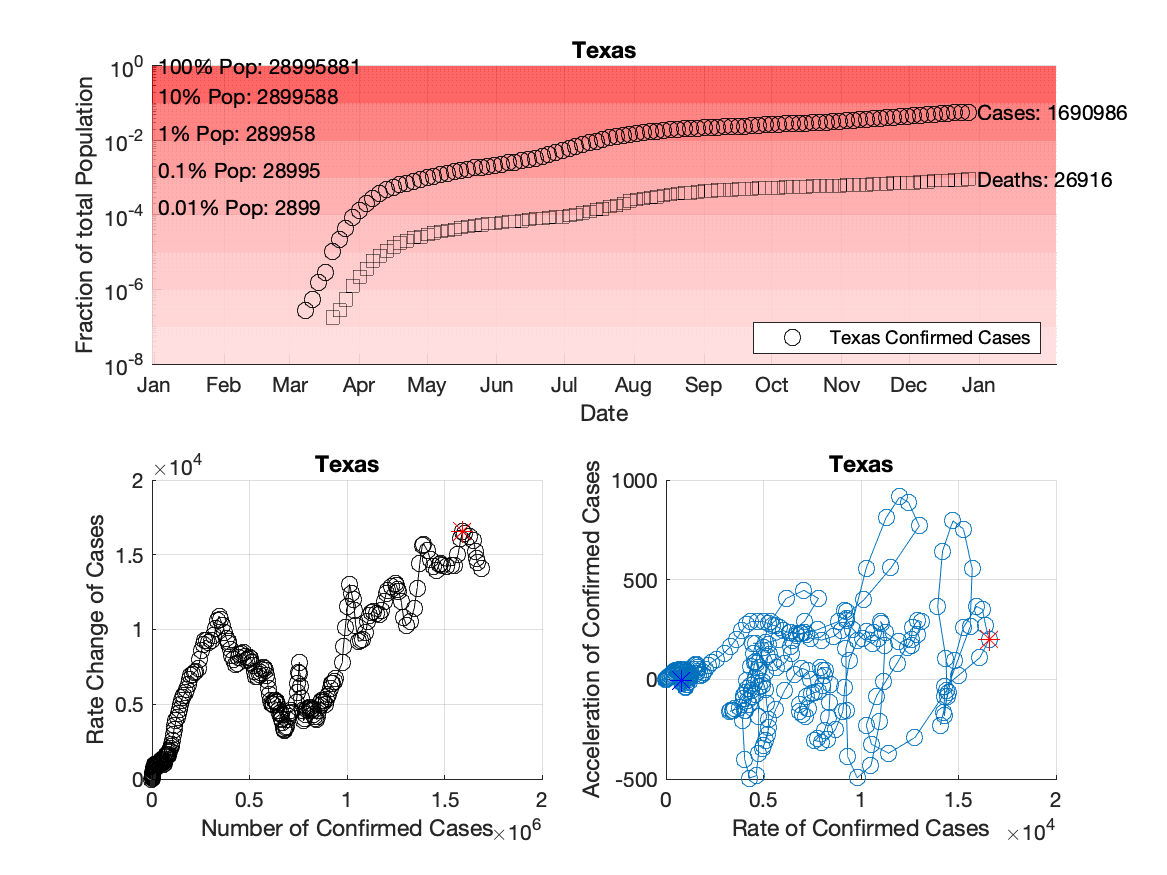 Texas
10^0
10^-2
10^-4
10^-6
10^-8
Fraction of total Population
100% Pop: 28995881
10% Pop: 2899588
1% Pop: 289958
0.1% Pop: 28995
0.01% Pop: 2899
Cases: 1690986
Deaths: 26916
Texas Confirmed Cases
Jan Feb Mar Apr May Jun Jul Aug Sep Oct Nov Dec Jan
Date
Texas
×10^4
2
1.5
1
0.5
0
Rate Change of Cases
0 0.5 1 1.5 2
Number of Confirmed Cases
×10^6
Texas
1000
500
0
-500
Acceleration of Confirmed Cases
0 0.5 1 1.5 2
Rate of Confirmed Cases
×10^4